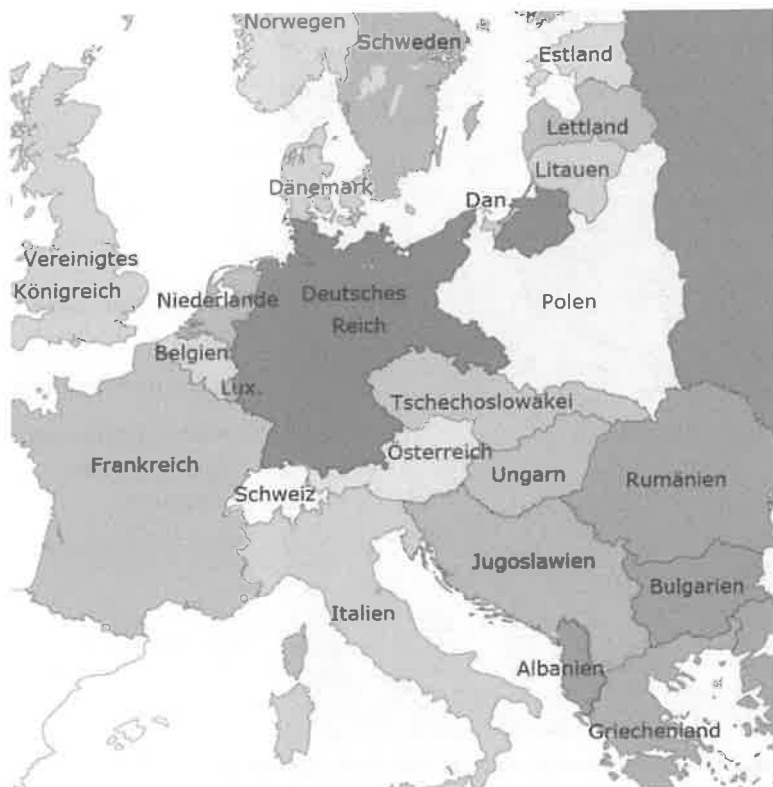 Norwegen
Schweden
Estland
Lettland
Litauen
Dänemark
Dan.
Vereinigtes
Königreich
Niederlande
Deutsches
Reich
Polen
Belgien
Lux.
Tschechoslowakei
Frankreich
Österreich
Schweiz
Ungarn
Rumänien
Jugoslawien
Bulgarien
Italien
Albanien
Griechenland